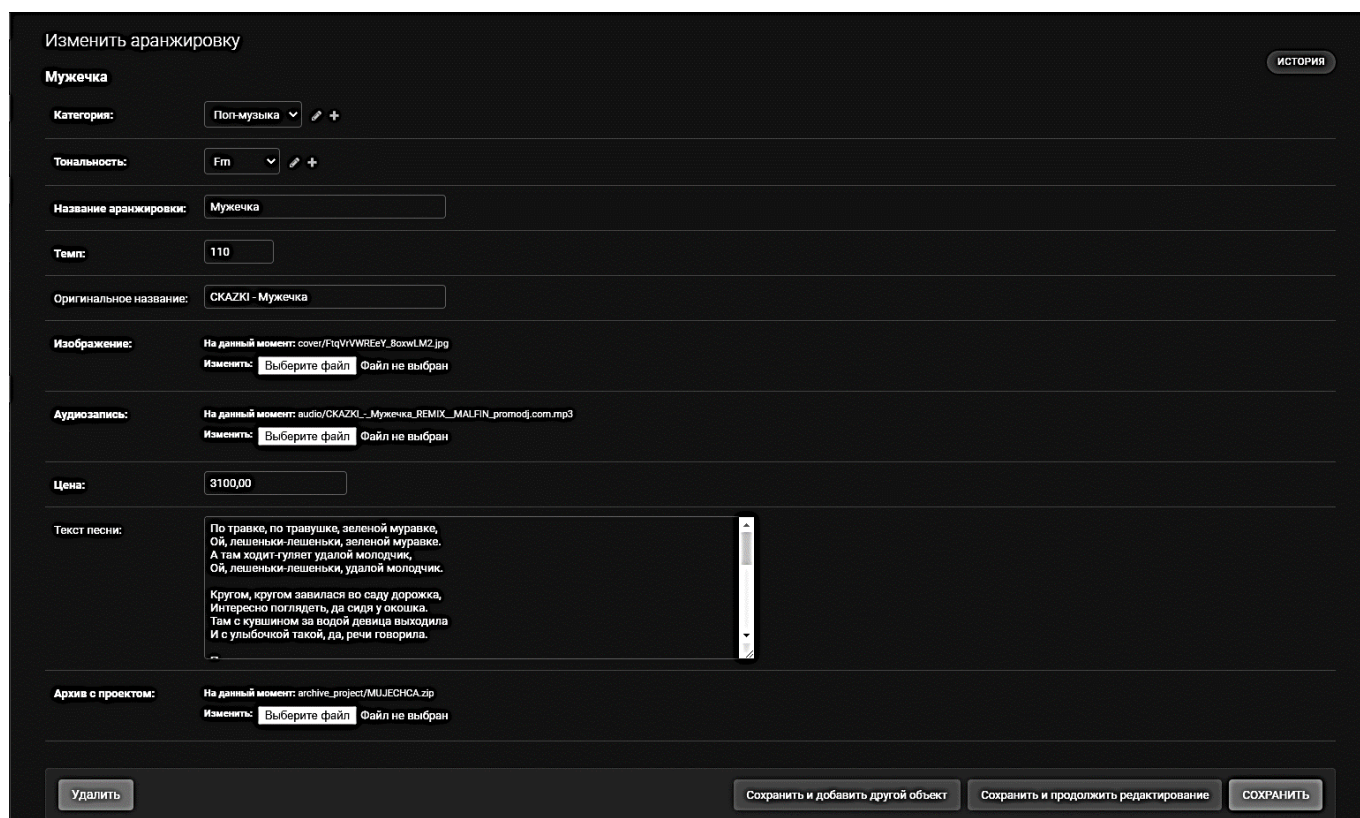 Изменить аранжировку
ИСТОРИЯ
Мужечка
Категория: Поп-музыка
Тональность: Fm
Название аранжировки: Мужечка
Темп: 110
Оригинальное название: CKAZKI - Мужечка
Изображение: На данный момент: cover/FtqVrVWREeY_8oxwLM2.jpg
Изменить: Выберите файл Файл не выбран
Аудиозапись: На данный момент: audio/CKAZKI_-_Мужечка_REMIX__MALFIN_promodj.com.mp3
Изменить: Выберите файл Файл не выбран
Цена: 3100,00
Текст песни: По травке, по травушке, зеленой муравке,
Ой, лешеньки-лешеньки, зеленой муравке.
А там ходит-гуляет удалой молодчик,
Ой, лешеньки-лешеньки, удалой молодчик.
Кругом, кругом завилася во саду дорожка,
Интересно поглядеть, да сидя у окошка.
Там с кувшином за водой девица выходила
И с улыбочкой такой, да, речи говорила.
Архив с проектом: На данный момент: archive_project/MUJECHCA.zip
Изменить: Выберите файл Файл не выбран
Удалить Сохранить и добавить другой объект Сохранить и продолжить редактирование СОХРАНИТЬ